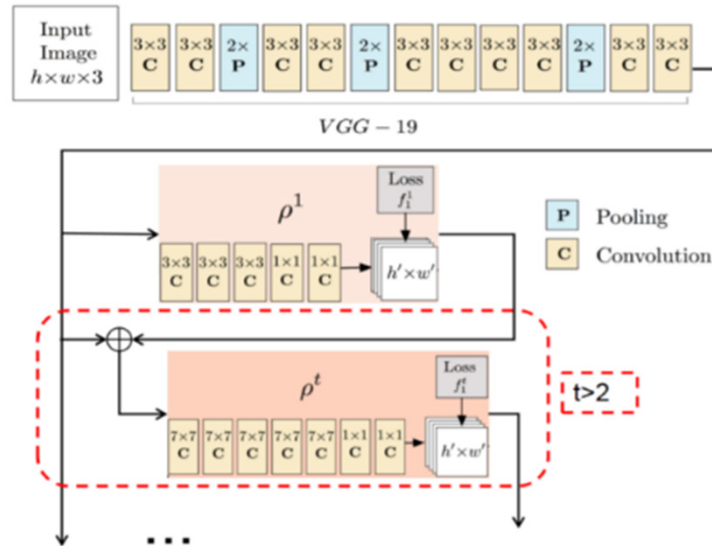 Input
Image
h×w×3
3×3 3×3 2× 3×3 3×3 2× 3×3 3×3 3×3 3×3 2× 3×3 3×3
C C P C C P C C C C P C C
VGG − 19
Loss
f₁¹
ρ¹
3×3 3×3 3×3 1×1 1×1
C C C C C
h′×w′
P Pooling
C Convolution
Loss
f₁ᵗ
ρᵗ
t>2
7×7 7×7 7×7 7×7 7×7 1×1 1×1
C C C C C C C
h′×w′
...